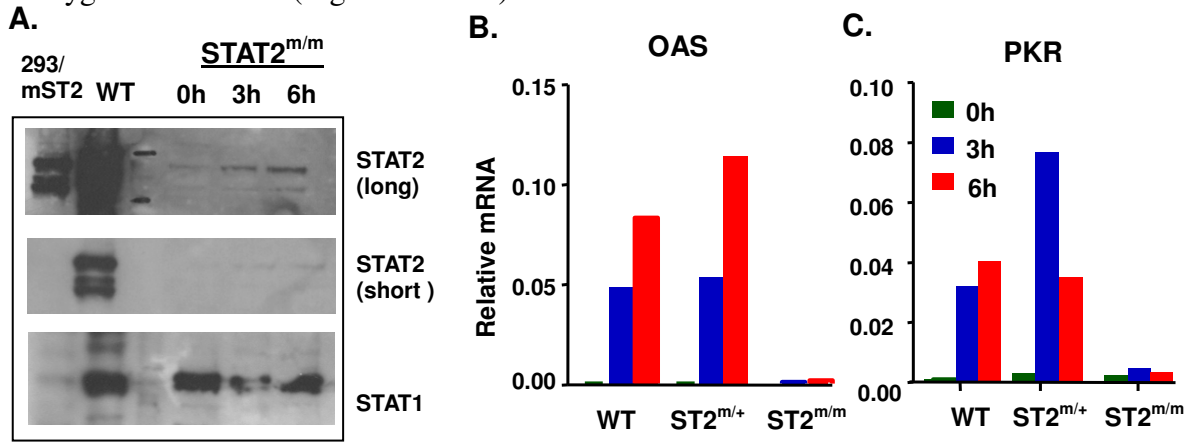 A.
293/
mST2 WT
STAT2m/m
0h 3h 6h
STAT2
(long)
STAT2
(short )
STAT1
B.
OAS
Relative mRNA
0.15
0.10
0.05
0.00
WT ST2m/+ ST2m/m
C.
PKR
0.10
0.08
0.06
0.04
0.02
0.00
0h
3h
6h
WT ST2m/+ ST2m/m